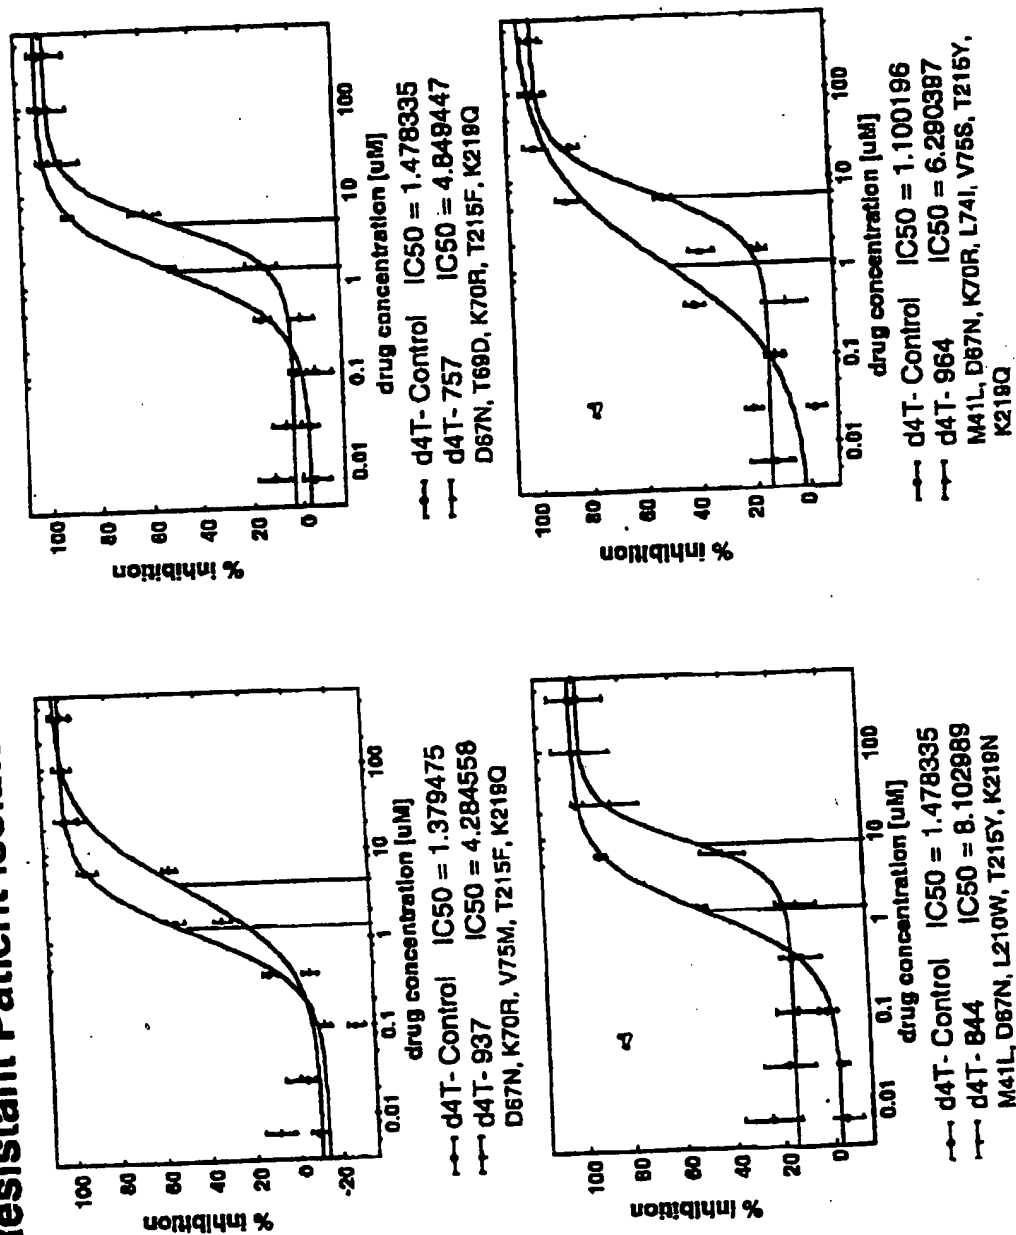 Resistant Patient
100
80
60
40
20
0
-20
% inhibition
0.01
0.1
1
10
100
drug concentration [uM]
d4T- Control IC50 = 1.379475
d4T- 937 IC50 = 4.284558
D67N, K70R, V75M, T215F, K219Q
100
80
60
40
20
0
% inhibition
0.01
0.1
1
10
100
drug concentration [uM]
d4T- Control IC50 = 1.478335
d4T- 757 IC50 = 4.849447
D67N, T69D, K70R, T215F, K219Q
100
80
60
40
20
0
% inhibition
0.01
0.1
1
10
100
drug concentration [uM]
d4T- Control IC50 = 1.478335
d4T- 844 IC50 = 8.102989
M41L, D67N, L210W, T215Y, K219N
100
80
60
40
20
0
% inhibition
0.01
0.1
1
10
100
drug concentration [uM]
d4T- Control IC50 = 1.100196
d4T- 964 IC50 = 6.290397
M41L, D67N, K70R, L74I, V75S, T215Y,
K219Q